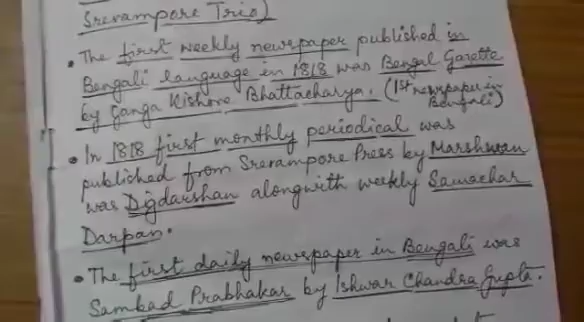 Srerampore Trio)
• The first weekly newspaper published in
Bengali language in 1818 was Bengal Gazette
by Ganga Kishore Bhattacharya. (1st newspaper in
Bengali)
• In 1818 first monthly periodical was
published from Srerampore Press by Marshman
was Digdarshan alongwith weekly Samachar
Darpan.
• The first daily newspaper in Bengali was
Sambad Prabhakar by Ishwar Chandra Gupta.